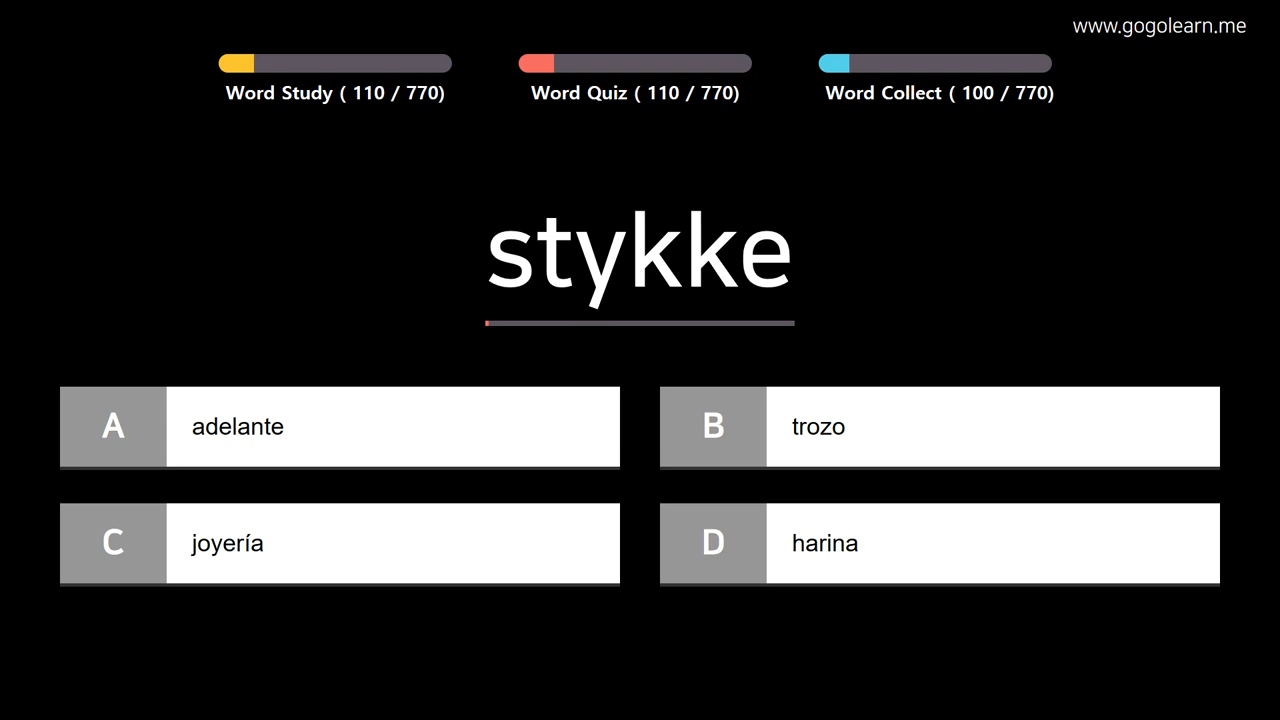 www.gogolearn.me
Word Study ( 110 / 770)
Word Quiz ( 110 / 770)
Word Collect ( 100 / 770)
stykke
A adelante
B trozo
C joyería
D harina